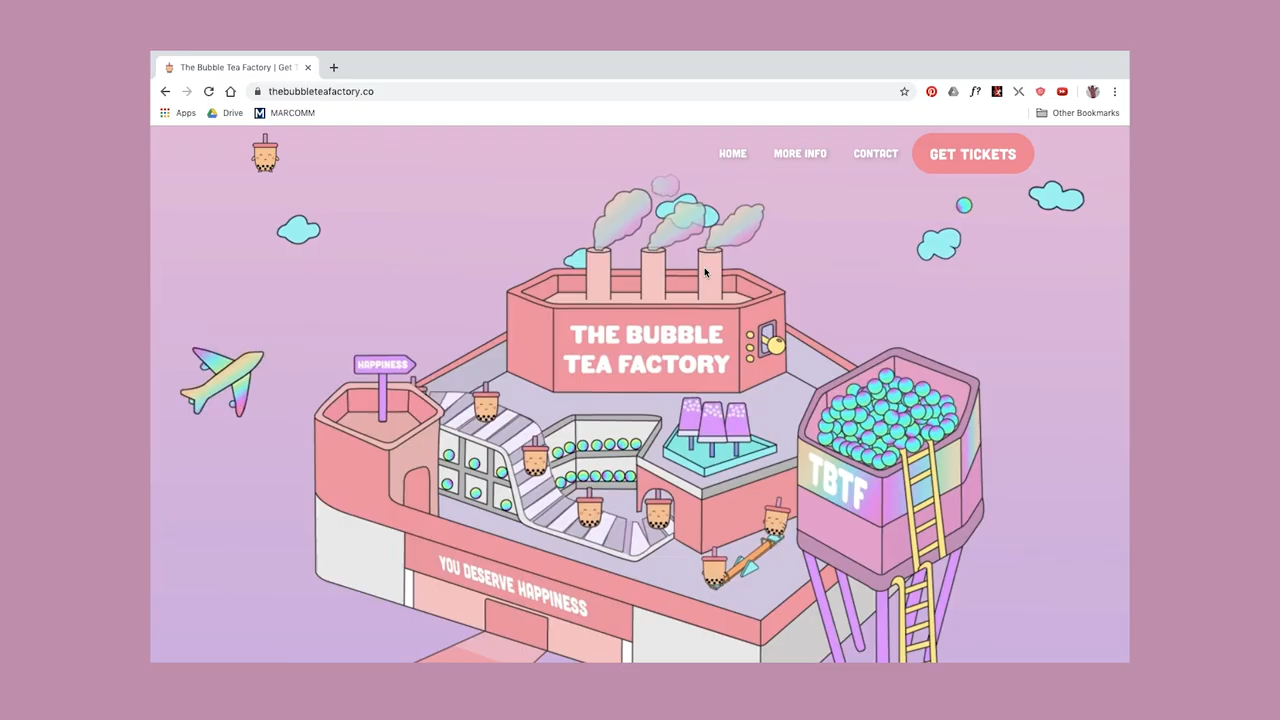 The Bubble Tea Factory | Get T
thebubbleteafactory.co
f?
Apps
Drive
M MARCOMM
Other Bookmarks
HOME
MORE INFO
CONTACT
GET TICKETS
THE BUBBLE
TEA FACTORY
HAPPINESS
TBTF
YOU DESERVE HAPPINESS